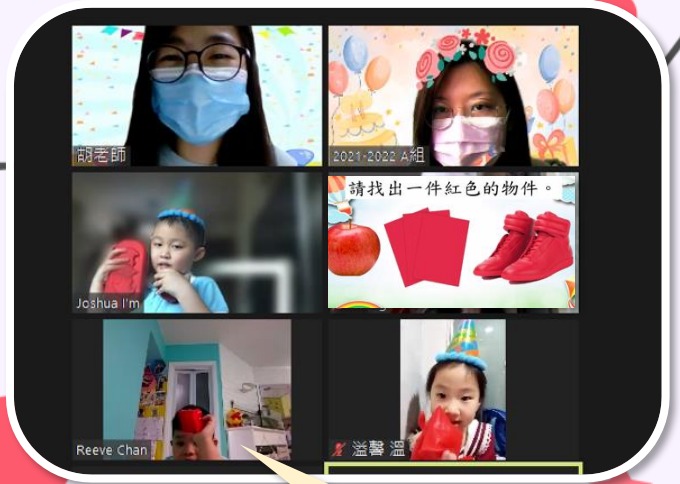 胡老師
2021-2022 A組
Joshua I'm
請找出一件紅色的物件。
Reeve Chan
溢馨 溫